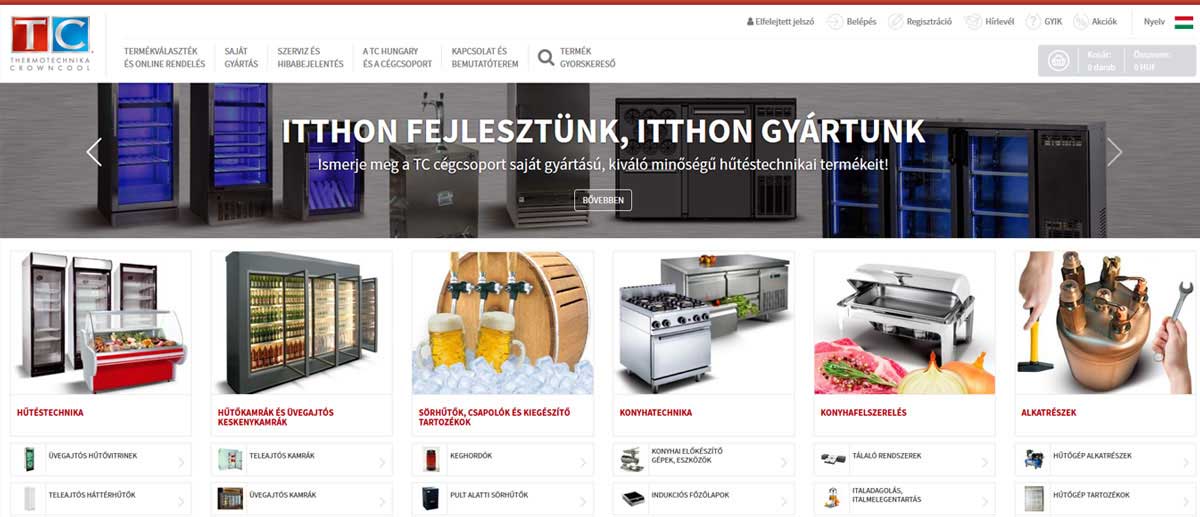 TC
THERMOTECHNIKA
CROWNCOOL
Elfelejtett jelszó
Belépés
Regisztráció
Hírlevél
GYIK
Akciók
Nyelv
TERMÉKVÁLASZTÉK
ÉS ONLINE RENDELÉS
SAJÁT
GYÁRTÁS
SZERVIZ ÉS
HIBABEJELENTÉS
A TC HUNGARY
ÉS A CÉGCSOPORT
KAPCSOLAT ÉS
BEMUTATÓTEREM
TERMÉK
GYORSKERESŐ
Kosár:
0 darab
Összesen:
0 HUF
ITTHON FEJLESZTÜNK, ITTHON GYÁRTUNK
Ismerje meg a TC cégcsoport saját gyártású, kiváló minőségű hűtéstechnikai termékeit!
BŐVEBBEN
HŰTÉSTECHNIKA
HŰTŐKAMRÁK ÉS ÜVEGAJTÓS
KESKENYKAMRÁK
SÖRHŰTŐK, CSAPOLÓK ÉS KIEGÉSZÍTŐ
TARTOZÉKOK
KONYHATECHNIKA
KONYHAFELSZERELÉS
ALKATRÉSZEK
ÜVEGAJTÓS HŰTŐVITRINEK
TELEAJTÓS KAMRÁK
KEGHORDÓK
KONYHAI ELŐKÉSZÍTŐ
GÉPEK, ESZKÖZÖK
TÁLALÓ RENDSZEREK
HŰTŐGÉP ALKATRÉSZEK
TELEAJTÓS HÁTTÉRHŰTŐK
ÜVEGAJTÓS KAMRÁK
PULT ALATTI SÖRHŰTŐK
INDUKCIÓS FŐZŐLAPOK
ITALADAGOLÁS,
ITALMELEGENTARTÁS
HŰTŐGÉP TARTOZÉKOK